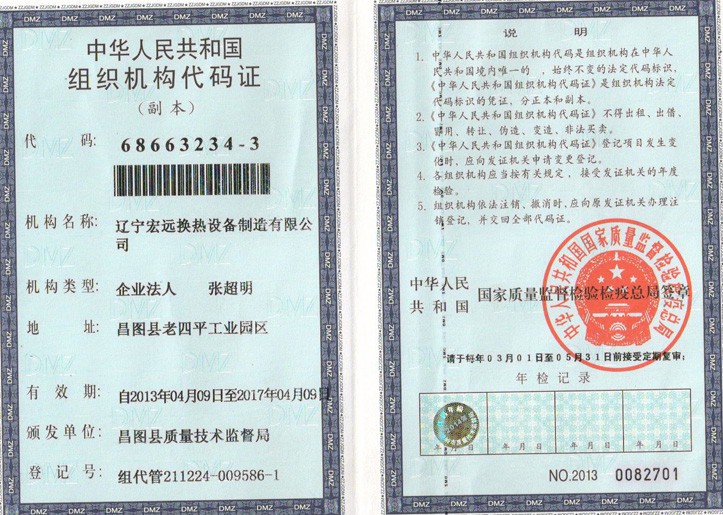 中华人民共和国
组织机构代码证
（副本）
代 码: 68663234-3
机构名称: 辽宁宏远换热设备制造有限公
司
机构类型: 企业法人 张超明
地 址: 昌图县老四平工业园区
有 效 期: 自2013年04月09日至2017年04月09日
颁发单位: 昌图县质量技术监督局
登 记 号: 组代管211224-009586-1
说 明
1. 中华人民共和国组织机构代码是组织机构在中华人
民共和国境内唯一的、始终不变的法定代码标识，
《中华人民共和国组织机构代码证》是组织机构法定
代码标识的凭证，分正本和副本。
2. 《中华人民共和国组织机构代码证》不得出租、出借、
冒用、转让、伪造、变造、非法买卖。
3. 《中华人民共和国组织机构代码证》登记项目发生变
化时，应向发证机关申请变更登记。
4. 各组织机构应当按有关规定，接受发证机关的年度
检验。
5. 组织机构依法注销、撤消时，应向原发证机关办理注
销登记，并交回全部代码证。
中华人民
共和国 国家质量监督检验检疫总局签章
中华人民共和国国家质量监督检验检疫总局
请于每年03月01日至05月31日前接受定期复审：
年检记录
年 月 日 年 月 日 年 月 日
NO.2013 0082701